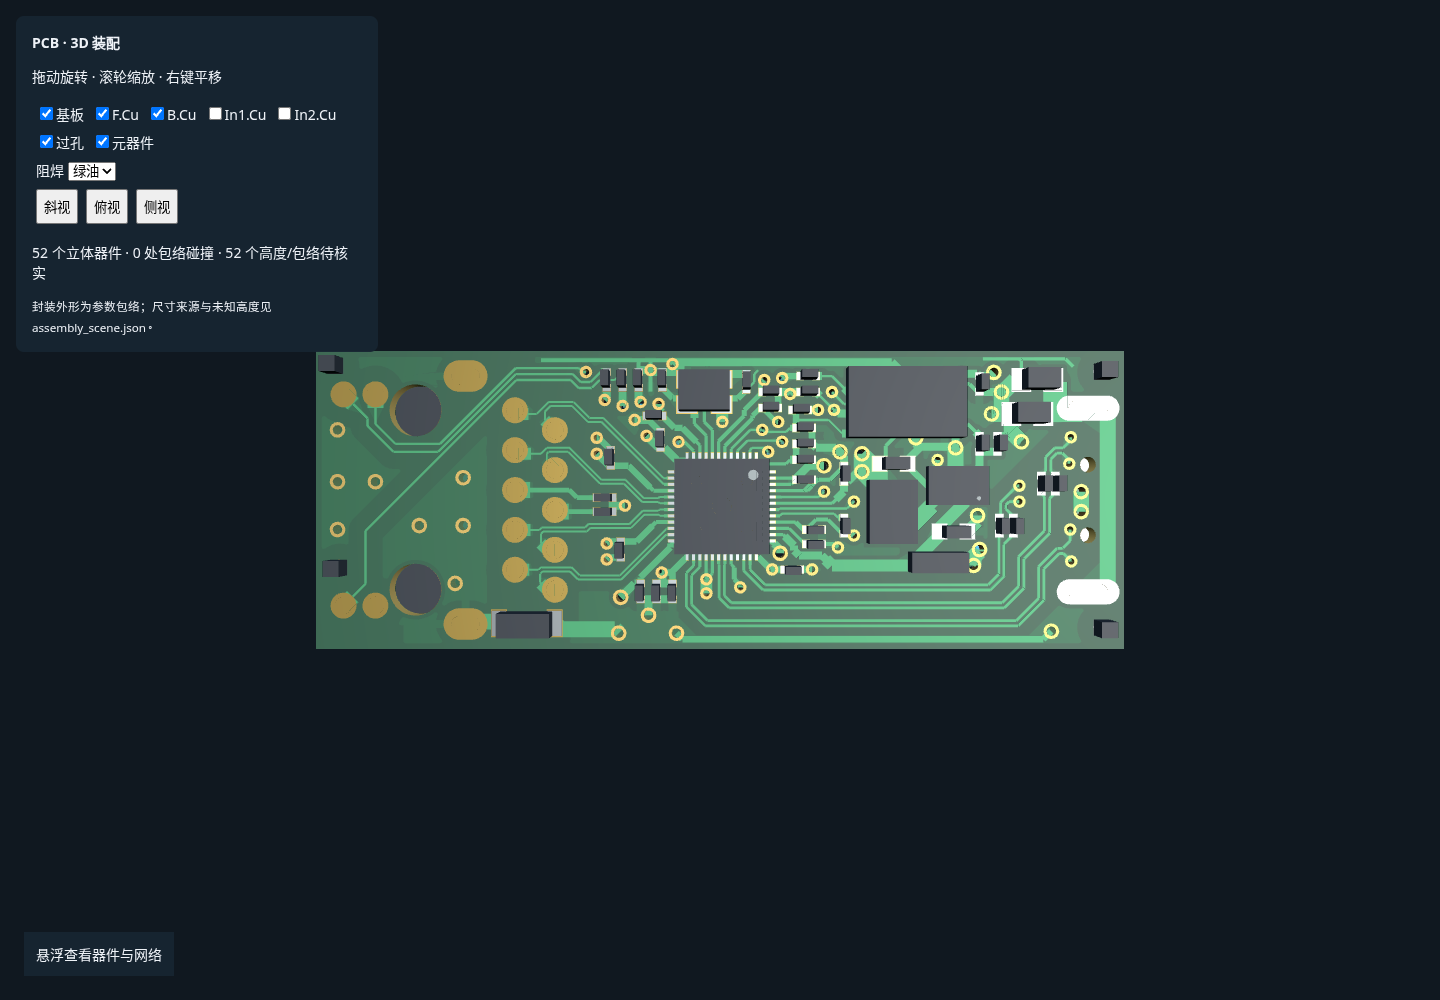 PCB · 3D 装配
拖动旋转 · 滚轮缩放 · 右键平移
基板 F.Cu B.Cu In1.Cu In2.Cu
过孔 元器件
阻焊 绿油
斜视 俯视 侧视
52 个立体器件 · 0 处包络碰撞 · 52 个高度/包络待核
实
封装外形为参数包络；尺寸来源与未知高度见
assembly_scene.json。
悬浮查看器件与网络